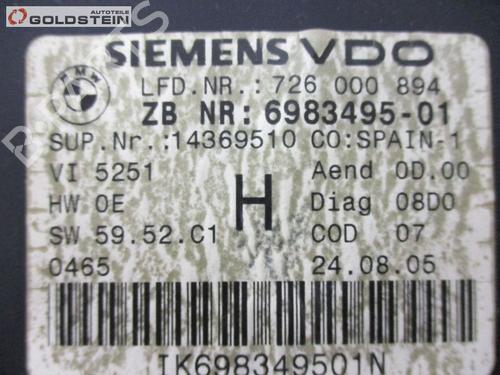 Autoteile
GOLDSTEIN
BMW
SIEMENS VDO
LFD.NR.: 726 000 894
ZB NR: 6983495-01
SUP.Nr.:14369510 CO:SPAIN-1
VI 5251 Aend 0D.00
HW 0E H Diag 08D0
SW 59.52.C1 COD 07
0465 24.08.05
IK698349501N